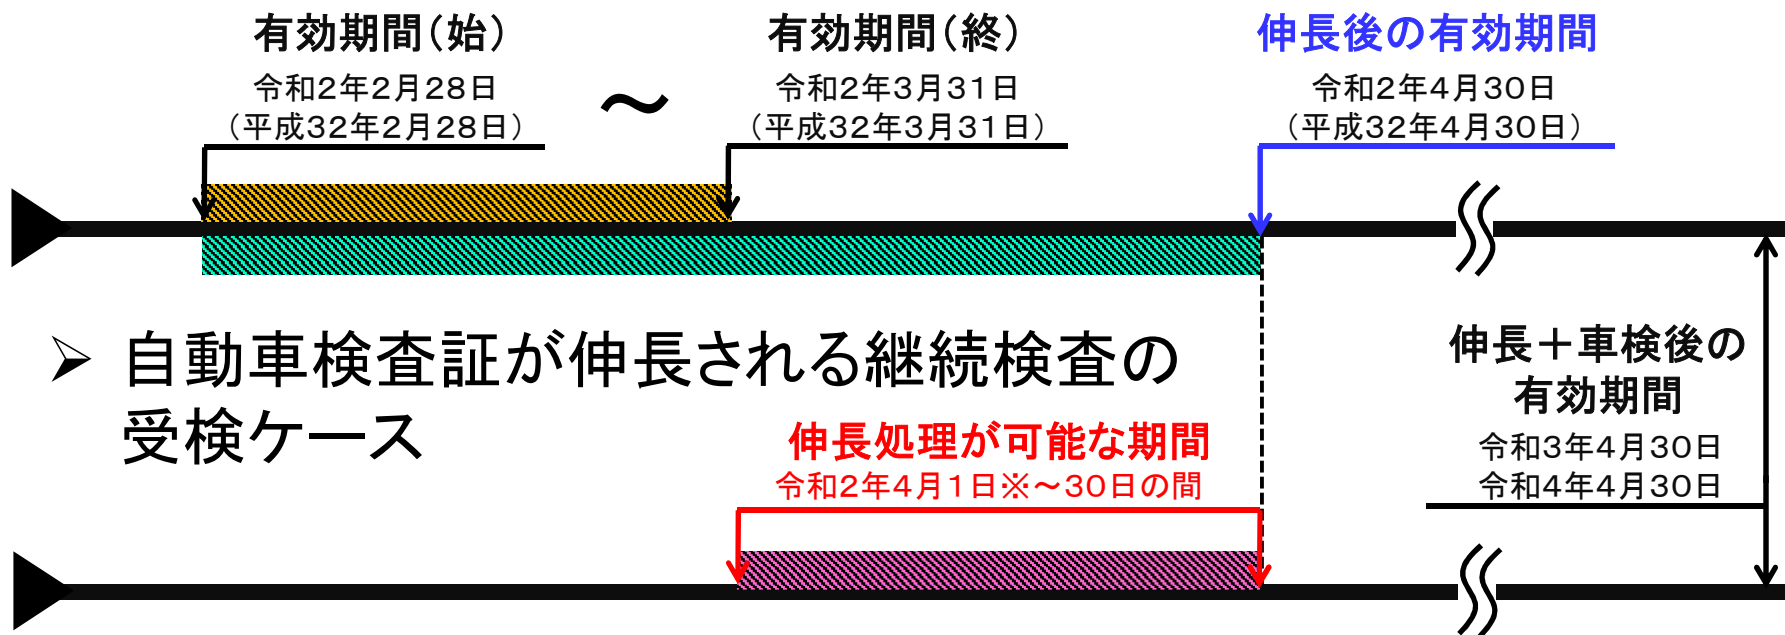 有効期間（始）
令和2年2月28日
（平成32年2月28日）
～
有効期間（終）
令和2年3月31日
（平成32年3月31日）
伸長後の有効期間
令和2年4月30日
（平成32年4月30日）
➢ 自動車検査証が伸長される継続検査の
受検ケース
伸長処理が可能な期間
令和2年4月1日※～30日の間
伸長＋車検後の
有効期間
令和3年4月30日
令和4年4月30日